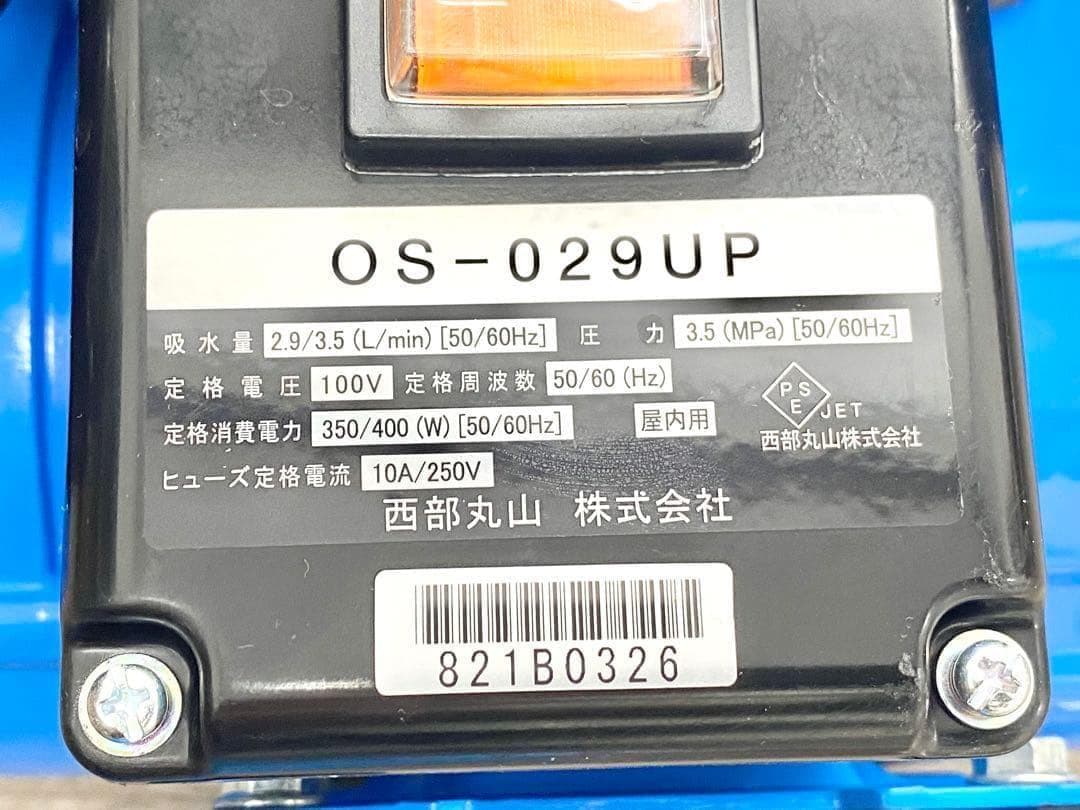 OS-029UP
吸水量 2.9/3.5(L/min)[50/60Hz] 圧力 3.5(MPa)[50/60Hz]
定格電圧 100V 定格周波数 50/60(Hz)
定格消費電力 350/400(W)[50/60Hz] 屋内用
PSE JET
西部丸山株式会社
ヒューズ定格電流 10A/250V
西部丸山 株式会社
821B0326